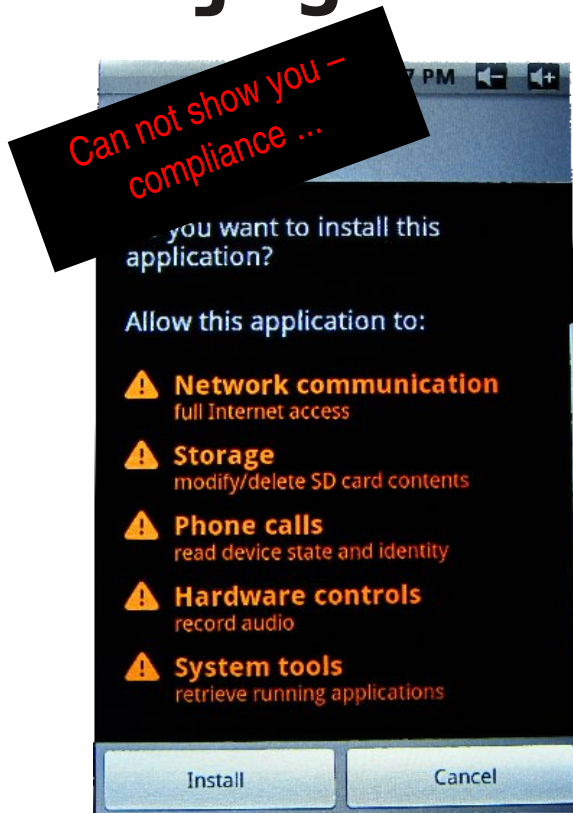 Can not show you –
compliance ...
PM
you want to install this
application?
Allow this application to:
Network communication
full Internet access
Storage
modify/delete SD card contents
Phone calls
read device state and identity
Hardware controls
record audio
System tools
retrieve running applications
Install
Cancel